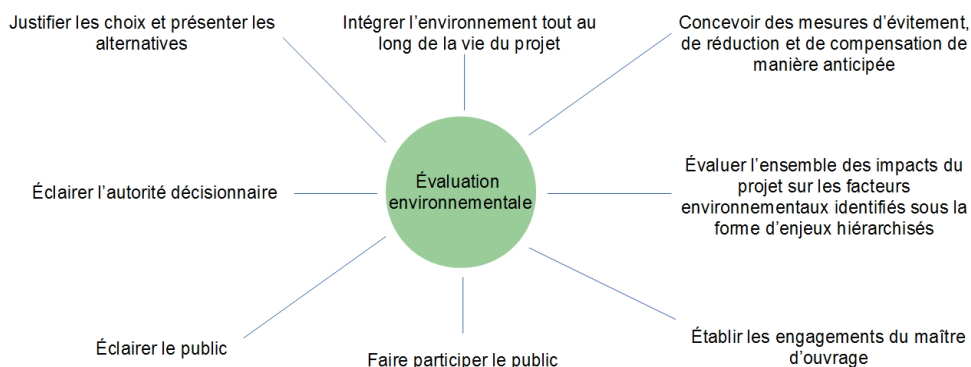 Justifier les choix et présenter les
alternatives
Intégrer l’environnement tout au
long de la vie du projet
Concevoir des mesures d’évitement,
de réduction et de compensation de
manière anticipée
Éclairer l’autorité décisionnaire
Évaluation
environnementale
Évaluer l’ensemble des impacts du
projet sur les facteurs
environnementaux identifiés sous la
forme d’enjeux hiérarchisés
Éclairer le public
Faire participer le public
Établir les engagements du maître
d’ouvrage